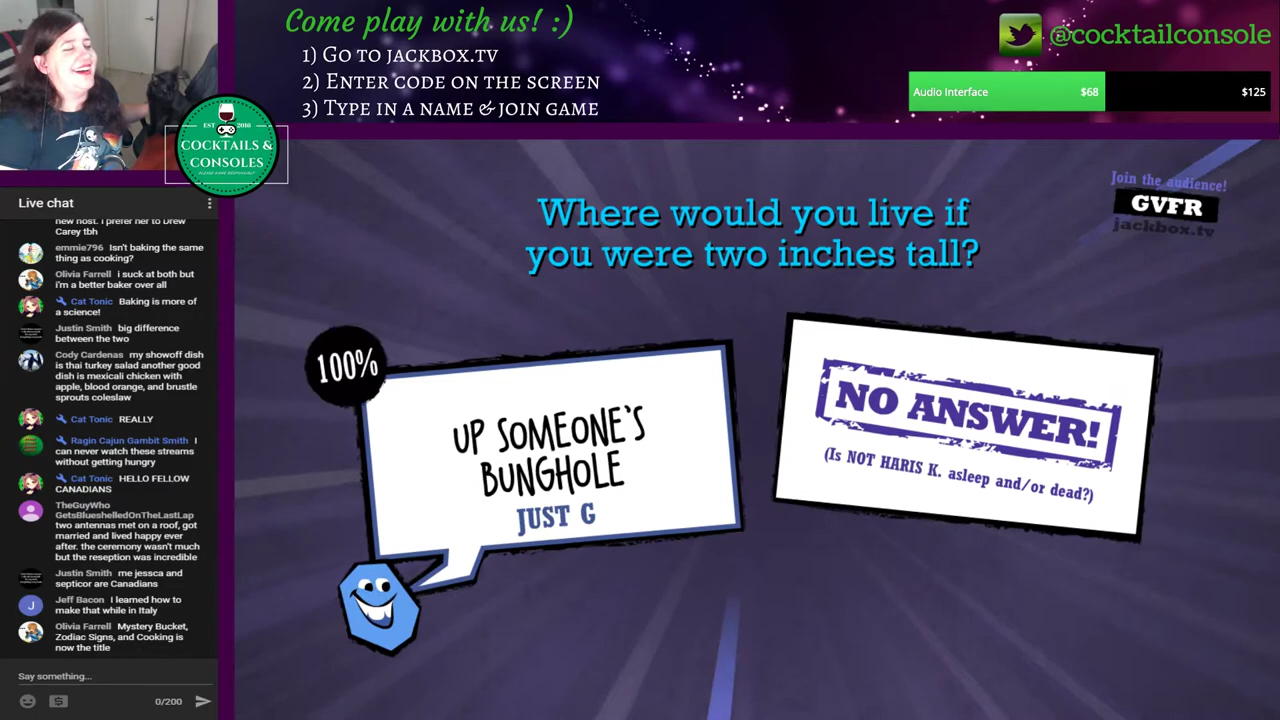 Come play with us! :)
1) Go to jackbox.tv
2) Enter code on the screen
3) Type in a name & join game
@cocktailconsole
Audio Interface $68 $125
EST 2016
COCKTAILS &
CONSOLES
PLEASE GAME RESPONSIBLY
Live chat
new host. I prefer her to Drew
Carey tbh
emmie796 Isn't baking the same
thing as cooking?
Olivia Farrell i suck at both but
i'm a better baker over all
Cat Tonic Baking is more of
a science!
Justin Smith big difference
between the two
Cody Cardenas my showoff dish
is thai turkey salad another good
dish is mexicali chicken with
apple, blood orange, and brustle
sprouts coleslaw
Cat Tonic REALLY
Ragin Cajun Gambit Smith I
can never watch these streams
without getting hungry
Cat Tonic HELLO FELLOW
CANADIANS
TheGuyWho
GetsBlueshelledOnTheLastLap
two antennas met on a roof, got
married and lived happy ever
after. the ceremony wasn't much
but the reseption was incredible
Justin Smith me jessca and
septicor are Canadians
J
Jeff Bacon I learned how to
make that while in Italy
Olivia Farrell Mystery Bucket,
Zodiac Signs, and Cooking is
now the title
Say something...
0/200
Where would you live if
you were two inches tall?
Join the audience!
GVFR
jackbox.tv
100%
UP SOMEONE'S
BUNGHOLE
JUST G
NO ANSWER!
(Is NOT HARIS K. asleep and/or dead?)